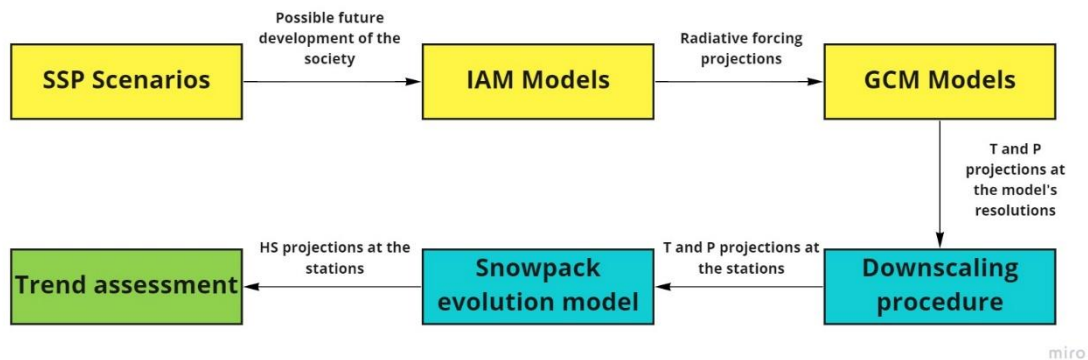 Possible future
development of the
society
Radiative forcing
projections
SSP Scenarios
IAM Models
GCM Models
T and P
projections at
the model's
resolutions
HS projections at the
stations
T and P projections at
the stations
Trend assessment
Snowpack
evolution model
Downscaling
procedure
miro